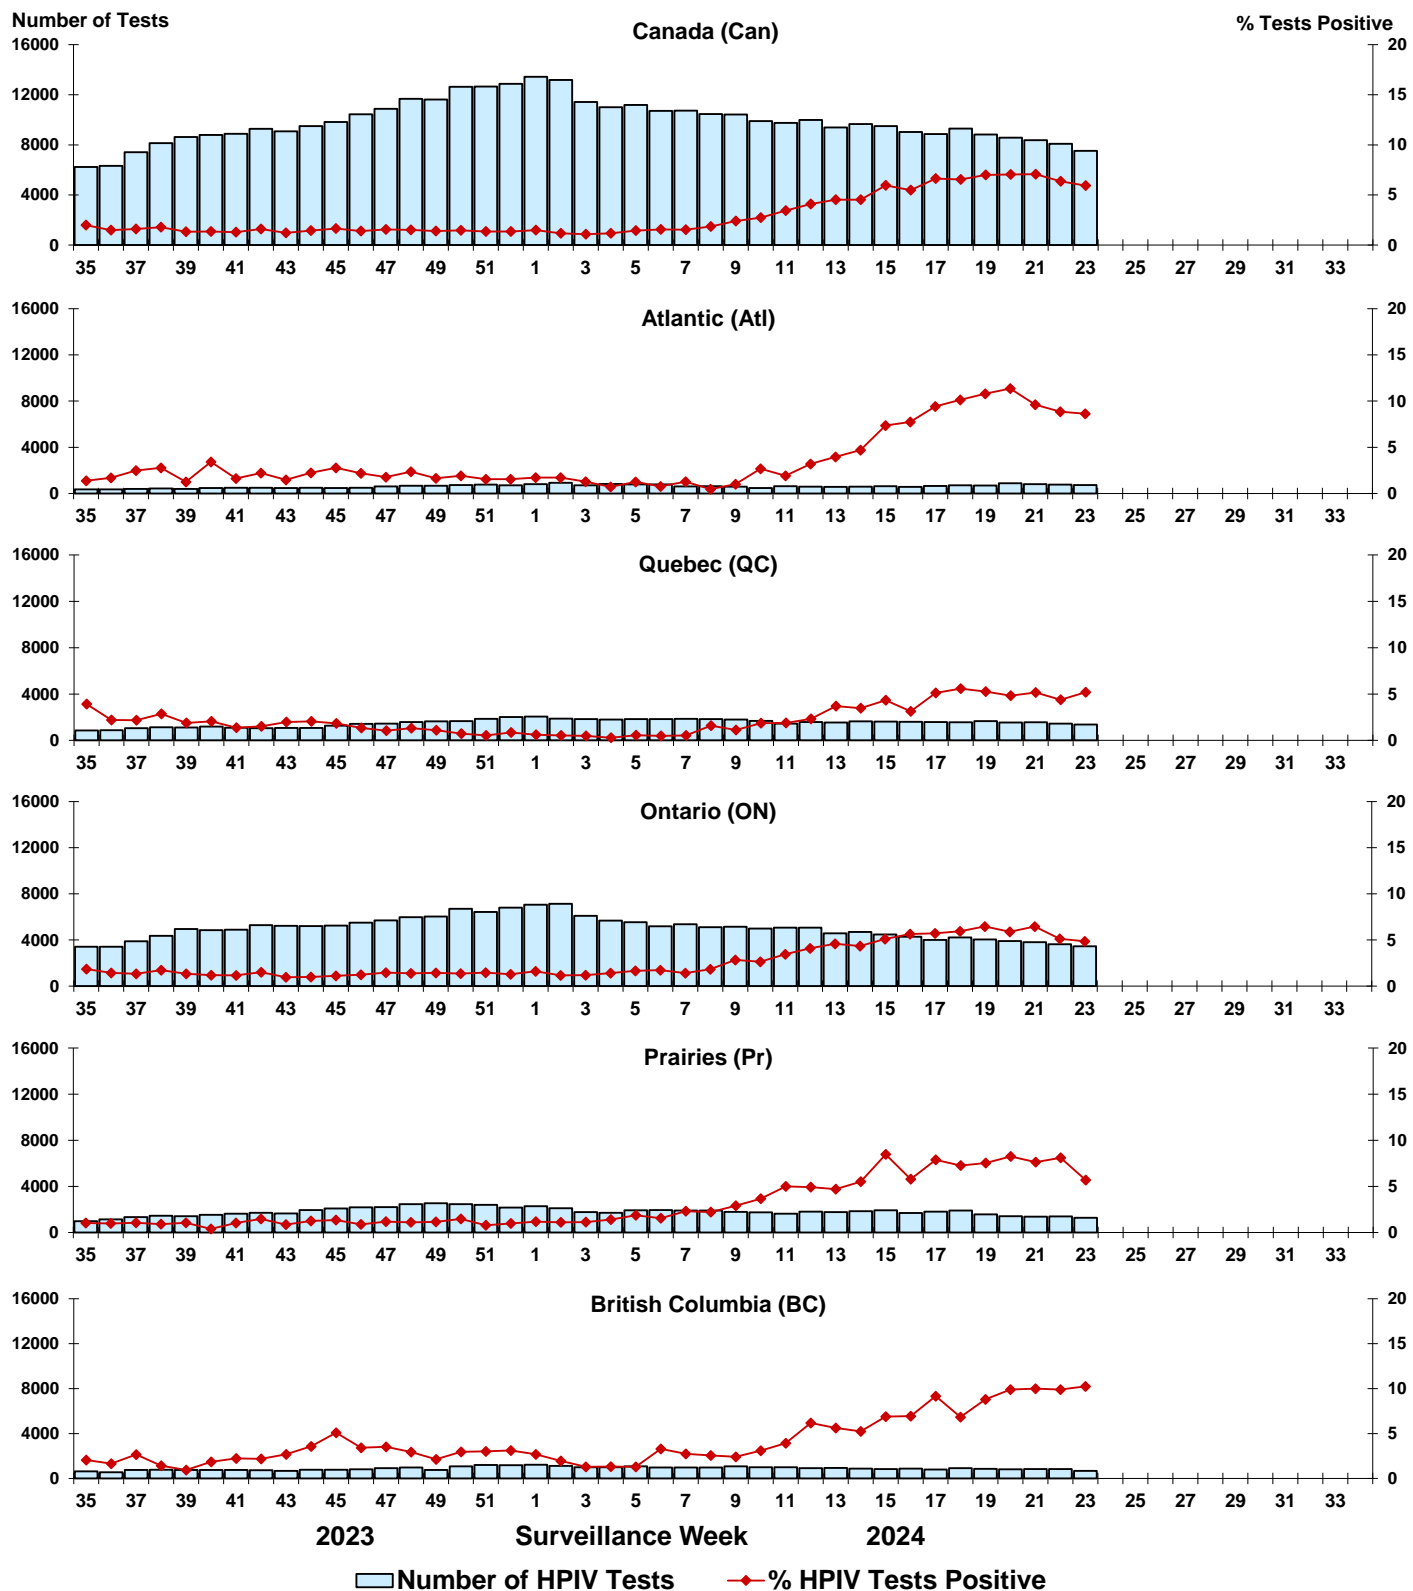 Number of Tests
% Tests Positive
Canada (Can)
16000 20
12000 15
8000 10
4000 5
0 0
35 37 39 41 43 45 47 49 51 1 3 5 7 9 11 13 15 17 19 21 23 25 27 29 31 33
Atlantic (Atl)
16000 20
12000 15
8000 10
4000 5
0 0
35 37 39 41 43 45 47 49 51 1 3 5 7 9 11 13 15 17 19 21 23 25 27 29 31 33
Quebec (QC)
16000 20
12000 15
8000 10
4000 5
0 0
35 37 39 41 43 45 47 49 51 1 3 5 7 9 11 13 15 17 19 21 23 25 27 29 31 33
Ontario (ON)
16000 20
12000 15
8000 10
4000 5
0 0
35 37 39 41 43 45 47 49 51 1 3 5 7 9 11 13 15 17 19 21 23 25 27 29 31 33
Prairies (Pr)
16000 20
12000 15
8000 10
4000 5
0 0
35 37 39 41 43 45 47 49 51 1 3 5 7 9 11 13 15 17 19 21 23 25 27 29 31 33
British Columbia (BC)
16000 20
12000 15
8000 10
4000 5
0 0
35 37 39 41 43 45 47 49 51 1 3 5 7 9 11 13 15 17 19 21 23 25 27 29 31 33
2023 Surveillance Week 2024
Number of HPIV Tests % HPIV Tests Positive